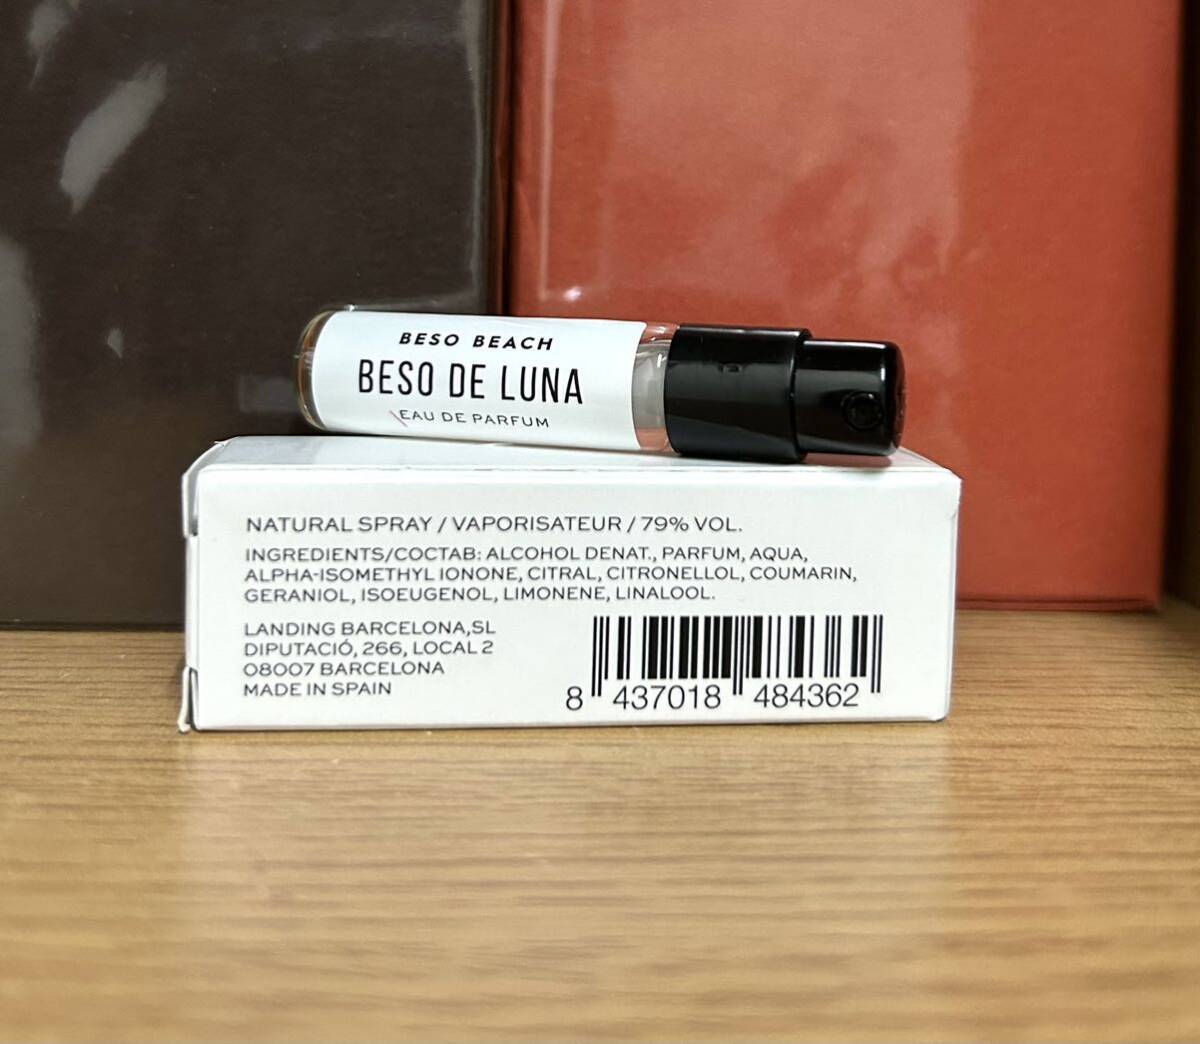 BESO BEACH
BESO DE LUNA
EAU DE PARFUM
NATURAL SPRAY / VAPORISATEUR / 79% VOL.
INGREDIENTS/COCTAB: ALCOHOL DENAT., PARFUM, AQUA,
ALPHA-ISOMETHYL IONONE, CITRAL, CITRONELLOL, COUMARIN,
GERANIOL, ISOEUGENOL, LIMONENE, LINALOOL.
LANDING BARCELONA,SL
DIPUTACIÓ, 266, LOCAL 2
08007 BARCELONA
MADE IN SPAIN
8 437018 484362